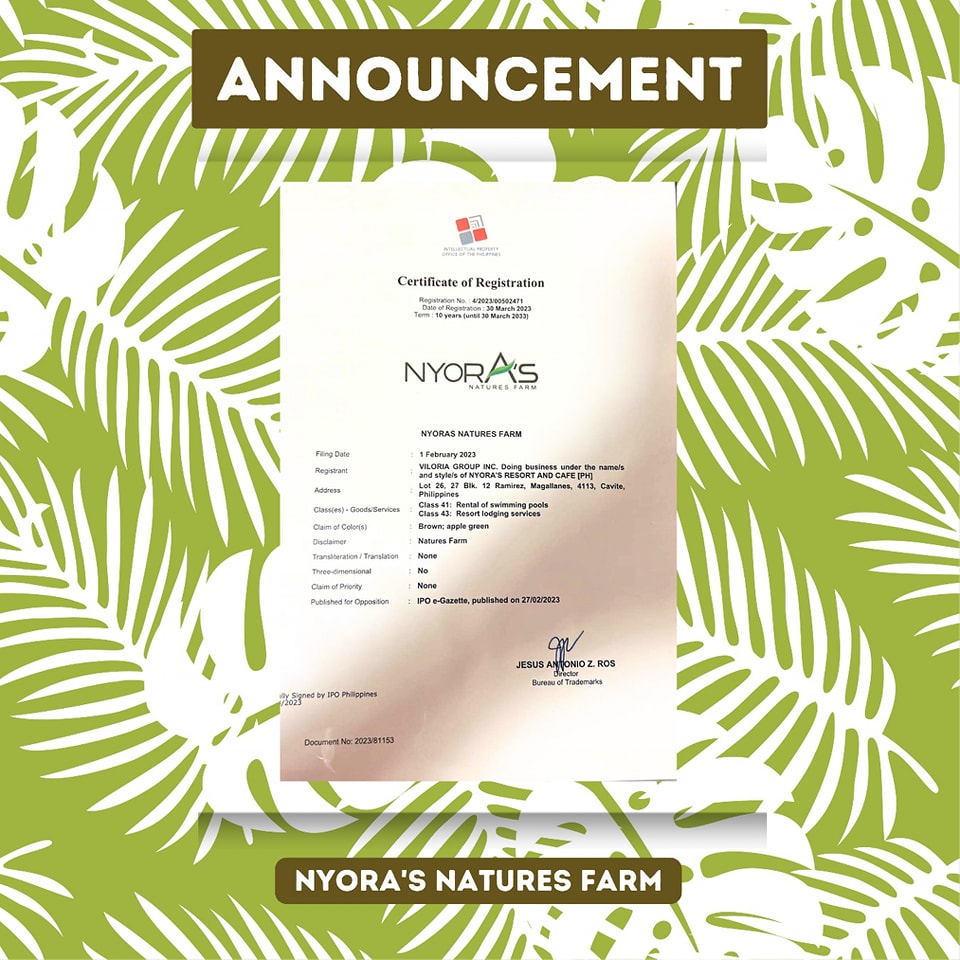 ANNOUNCEMENT
INTELLECTUAL PROPERTY
OFFICE OF THE PHILIPPINES
Certificate of Registration
Registration No. : 4/2023/00502471
Date of Registration : 30 March 2023
Term : 10 years (until 30 March 2033)
NYORA'S
NATURES FARM
NYORAS NATURES FARM
Filing Date : 1 February 2023
Registrant : VILORIA GROUP INC. Doing business under the name/s
and style/s of NYORA'S RESORT AND CAFE [PH]
Address : Lot 26, 27 Blk. 12 Ramirez, Magallanes, 4113, Cavite,
Philippines
Class(es) - Goods/Services : Class 41: Rental of swimming pools
Class 43: Resort lodging services
Claim of Color(s) : Brown; apple green
Disclaimer : Natures Farm
Transliteration / Translation : None
Three-dimensional : No
Claim of Priority : None
Published for Opposition : IPO e-Gazette, published on 27/02/2023
JESUS ANTONIO Z. ROS
Director
Bureau of Trademarks
Signed by IPO Philippines
/2023
Document No: 2023/81153
NYORA'S NATURES FARM